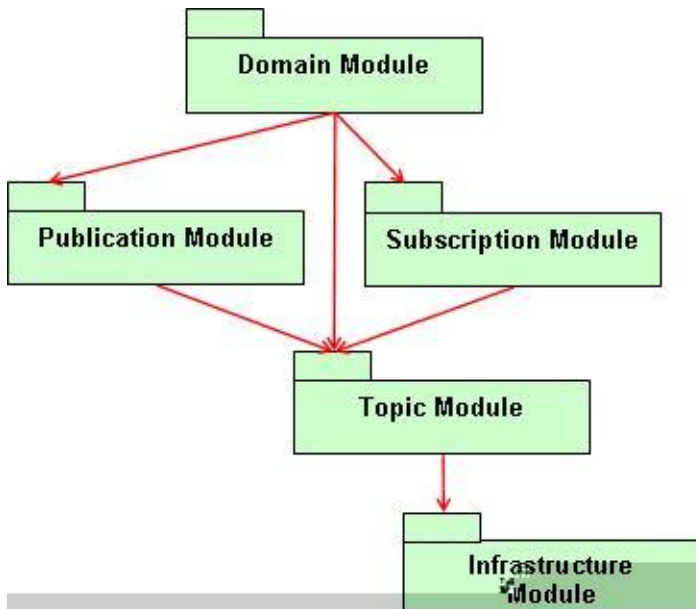 Domain Module
Publication Module
Subscription Module
Topic Module
Infrastructure
Module